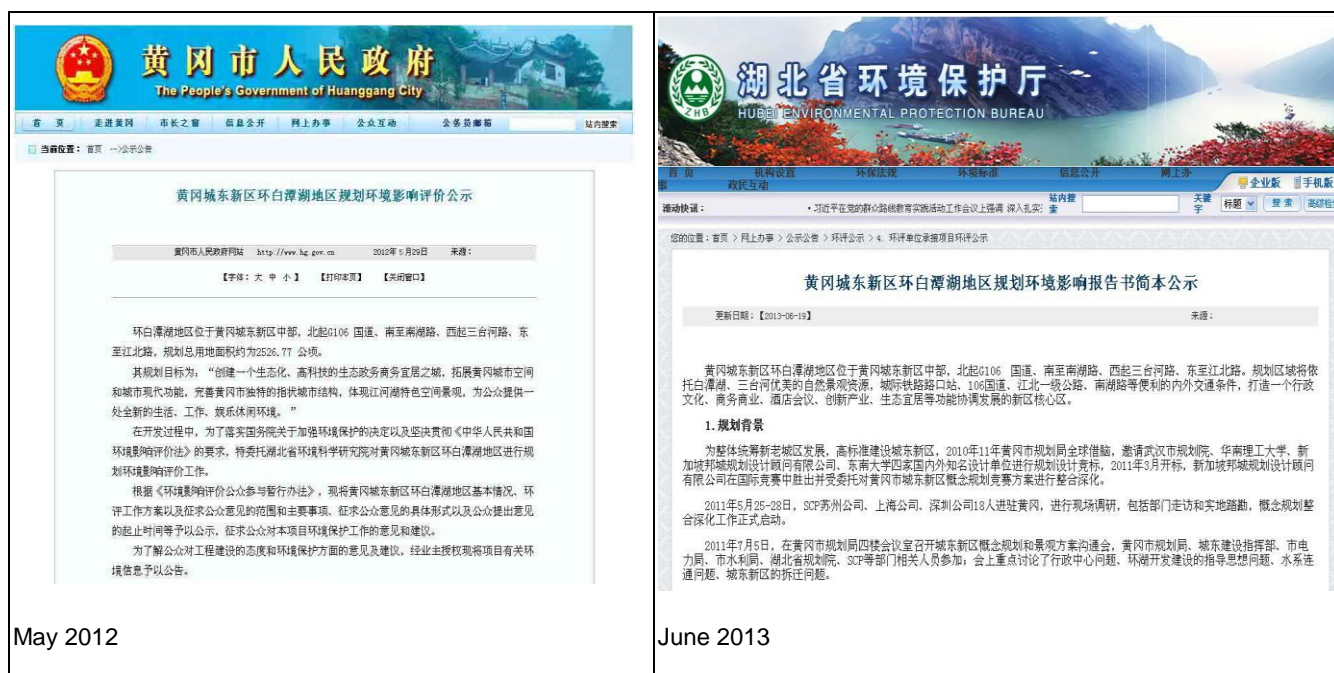 黄冈市人民政府
The People's Government of Huanggang City
首 页 走进黄冈 市长之窗 信息公开 网上办事 公众互动 公务员邮箱 站内搜索
当前位置: 首页 -->公示公告
黄冈城东新区环白潭湖地区规划环境影响评价公示
黄冈市人民政府网站 http://www.hg.gov.cn 2012年5月29日 来源:
【字体: 大 中 小】 【打印本页】 【关闭窗口】
环白潭湖地区位于黄冈城东新区中部,北起G106 国道、南至南湖路、西起三台河路、东
至江北路,规划总用地面积约为2526.77 公顷。
其规划目标为:“创建一个生态化、高科技的生态政务商务宜居之城,拓展黄冈城市空间
和城市现代功能,完善黄冈市独特的指状城市结构,体现江河湖特色空间景观,为公众提供一
处全新的生活、工作、娱乐休闲环境。”
在开发过程中,为了落实国务院关于加强环境保护的决定以及坚决贯彻《中华人民共和国
环境影响评价法》的要求,特委托湖北省环境科学研究院对黄冈城东新区环白潭湖地区进行规
划环境影响评价工作。
根据《环境影响评价公众参与暂行办法》,现将黄冈城东新区环白潭湖地区基本情况、环
评工作方案以及征求公众意见的范围和主要事项、征求公众意见的具体形式以及公众提出意见
的起止时间等予以公示,征求公众对本项目环境保护工作的意见和建议。
为了解公众对工程建设的态度和环境保护方面的意见及建议,经业主授权现将项目有关环
境信息予以公告。
May 2012
ZHB
湖北省环境保护厅
HUBEI ENVIRONMENTAL PROTECTION BUREAU
首 页 机构设置 环保法规 环境标准 信息公开 网上办
事 政民互动
企业版 手机版
滚动快讯: ·习近平在党的群众路线教育实践活动工作会议上强调 深入扎实 站内搜
索 关键
字 标题 搜 索 高级检
您的位置:首页 > 网上办事 > 公示公告 > 环评公示 > 4. 环评单位承接项目环评公示
黄冈城东新区环白潭湖地区规划环境影响报告书简本公示
更新日期:【2013-06-19】 来源:
黄冈城东新区环白潭湖地区位于黄冈城东新区中部,北起G106 国道、南至南湖路、西起三台河路、东至江北路。规划区域将依
托白潭湖、三台河优美的自然景观资源,城际铁路路口站、106国道、江北一级公路、南湖路等便利的内外交通条件,打造一个行政
文化、商务商业、酒店会议、创新产业、生态宜居等功能协调发展的新区核心区。
1.规划背景
为整体统筹新老城区发展,高标准建设城东新区,2010年11年黄冈市规划局全球借脑,邀请武汉市规划院、华南理工大学、新
加坡邦城规划设计顾问有限公司、东南大学四家国内外知名设计单位进行规划设计竞标,2011年3月开标,新加坡邦城规划设计顾问
有限公司在国际竞赛中胜出并受委托对黄冈市城东新区概念规划竞赛方案进行整合深化。
2011年5月25-28日,SCP苏州公司、上海公司、深圳公司18人进驻黄冈,进行现场调研,包括部门走访和实地踏勘,概念规划整
合深化工作正式启动。
2011年7月5日,在黄冈市规划局四楼会议室召开城东新区概念规划和景观方案沟通会,黄冈市规划局、城东建设指挥部、市电
力局、市水利局、湖北省规划院、SCP等部门相关人员参加;会上重点讨论了行政中心问题、环湖开发建设的指导思想问题、水系连
通问题、城东新区的拆迁问题。
June 2013